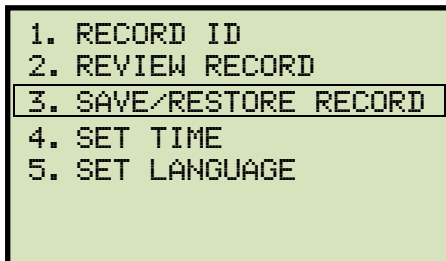 1. RECORD ID
2. REVIEW RECORD
3. SAVE/RESTORE RECORD
4. SET TIME
5. SET LANGUAGE